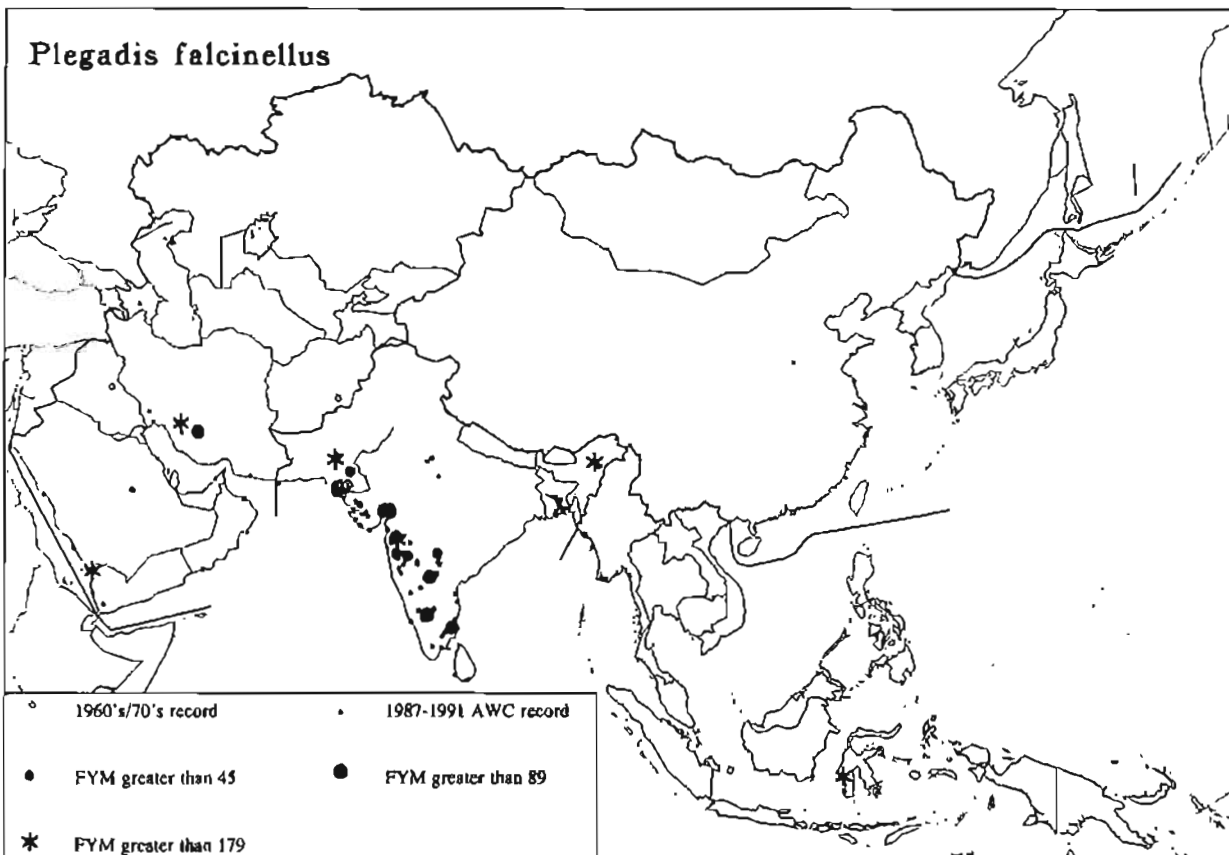 Plegadis falcinellus
1960's/70's record
1987-1991 AWC record
FYM greater than 45
FYM greater than 89
FYM greater than 179